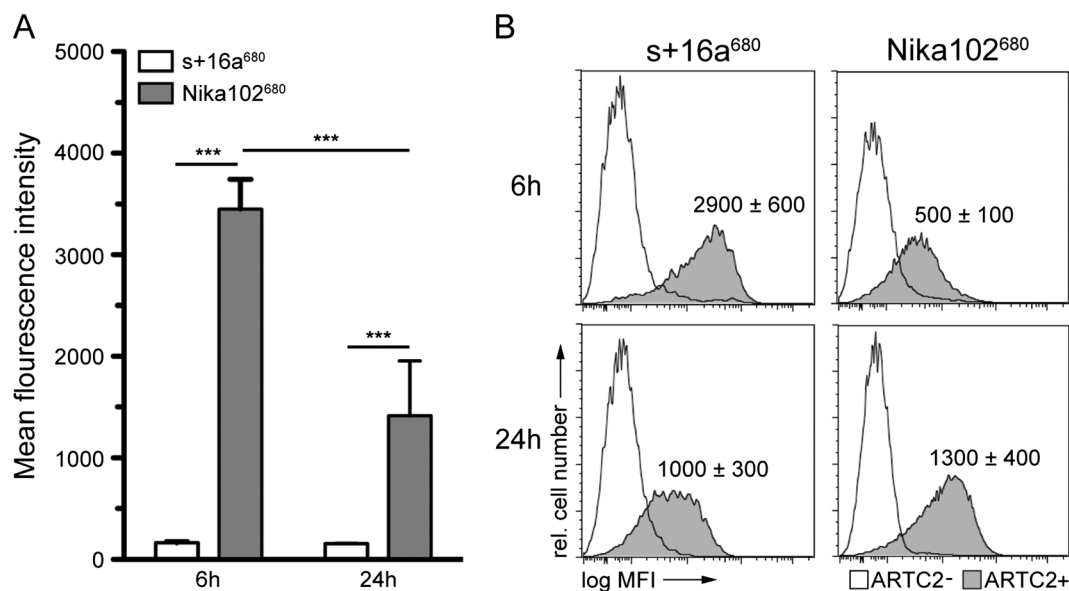 A
Mean flourescence intensity
5000
4000
3000
2000
1000
0
s+16a⁶⁸⁰
Nika102⁶⁸⁰
***
***
***
6h
24h
B
s+16a⁶⁸⁰
Nika102⁶⁸⁰
6h
2900 ± 600
500 ± 100
24h
1000 ± 300
1300 ± 400
rel. cell number
log MFI
ARTC2-
ARTC2+